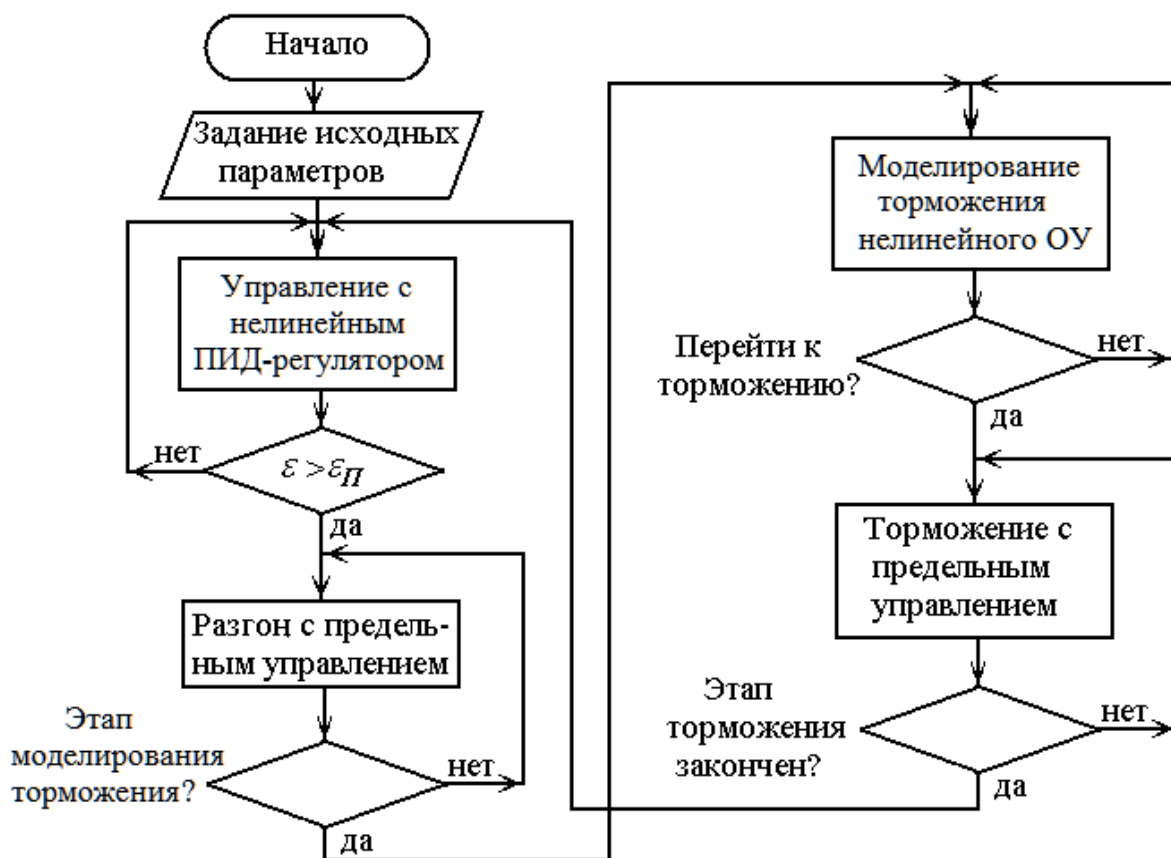 Начало
Задание исходных
параметров
Управление с
нелинейным
ПИД-регулятором
нет
ε > εП
да
Разгон с предель-
ным управлением
Этап
моделирования
торможения?
нет
да
Моделирование
торможения
нелинейного ОУ
Перейти к
торможению?
нет
да
Торможение с
предельным
управлением
Этап
торможения
закончен?
нет
да